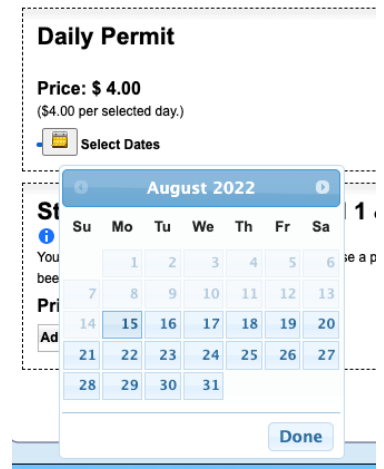 Daily Permit
Price: $ 4.00
($4.00 per selected day.)
Select Dates
August 2022
Su Mo Tu We Th Fr Sa
1 2 3 4 5 6
7 8 9 10 11 12 13
14 15 16 17 18 19 20
21 22 23 24 25 26 27
28 29 30 31
Done
St
1 &
You
se a p
bee
Pri
Ad